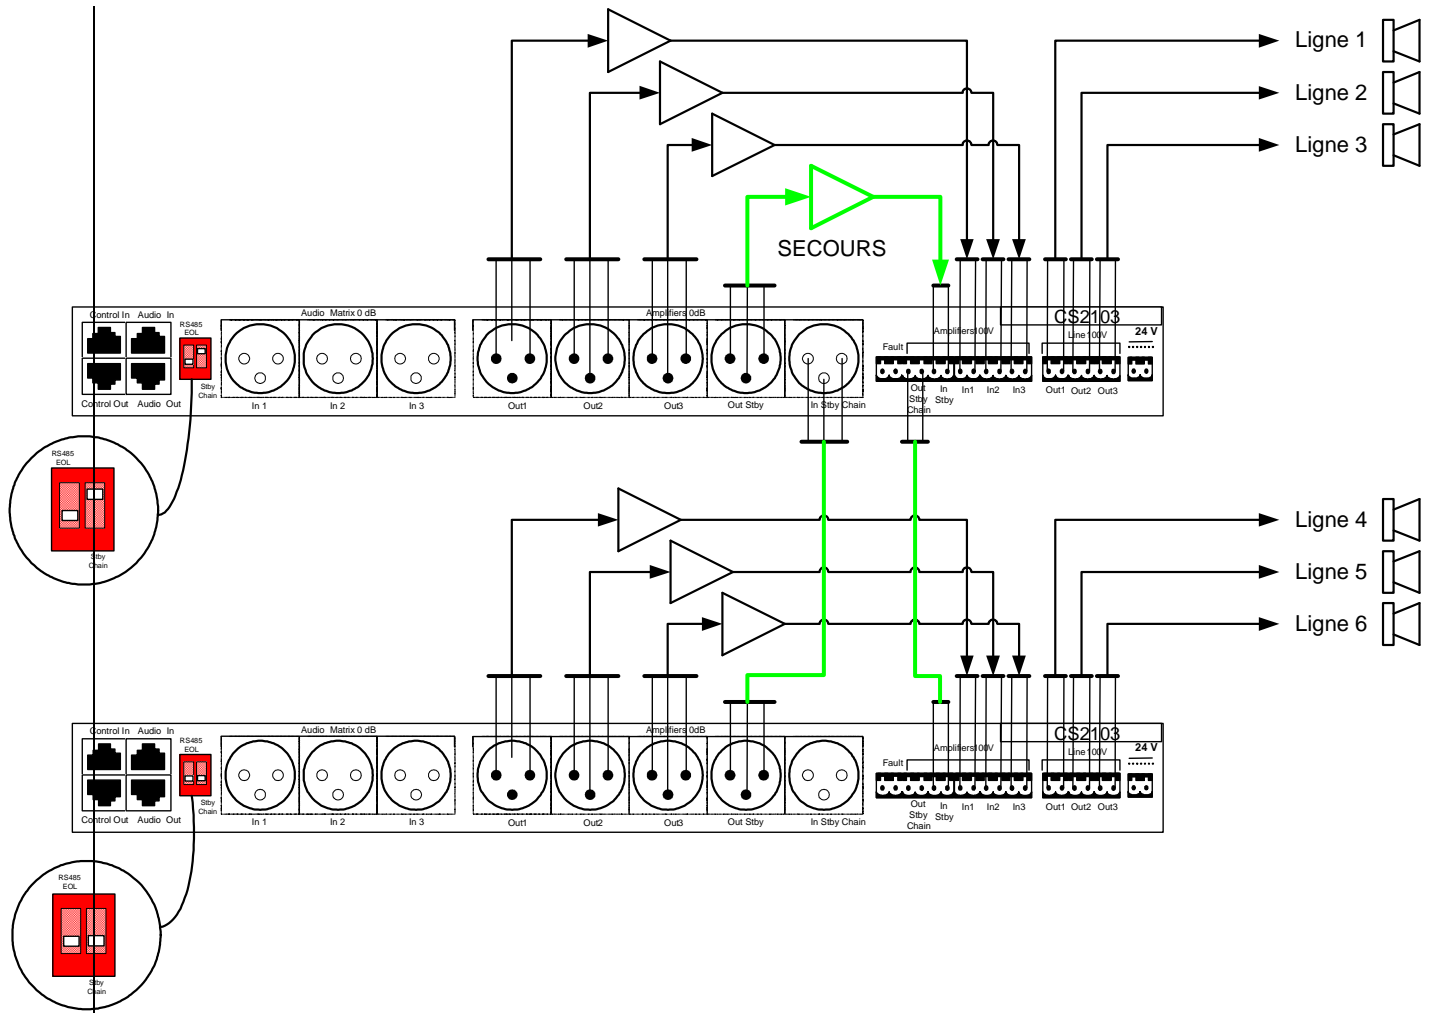 Ligne 1
Ligne 2
Ligne 3
SECOURS
Control In Audio In
RS485
EOL
Audio Matrix 0 dB
Amplifiers 0dB
CS2103
Amplifiers100V
Line 100V
24 V
Fault
Stby
Chain
Control Out Audio Out
In 1
In 2
In 3
Out1
Out2
Out3
Out Stby
In Stby Chain
Out
Stby
Chain
In
Stby
In1
In2
In3
Out1
Out2
Out3
RS485
EOL
Stby
Chain
Ligne 4
Ligne 5
Ligne 6
Control In Audio In
RS485
EOL
Audio Matrix 0 dB
Amplifiers 0dB
CS2103
Amplifiers100V
Line 100V
24 V
Fault
Stby
Chain
Control Out Audio Out
In 1
In 2
In 3
Out1
Out2
Out3
Out Stby
In Stby Chain
Out
Stby
Chain
In
Stby
In1
In2
In3
Out1
Out2
Out3
RS485
EOL
Stby
Chain